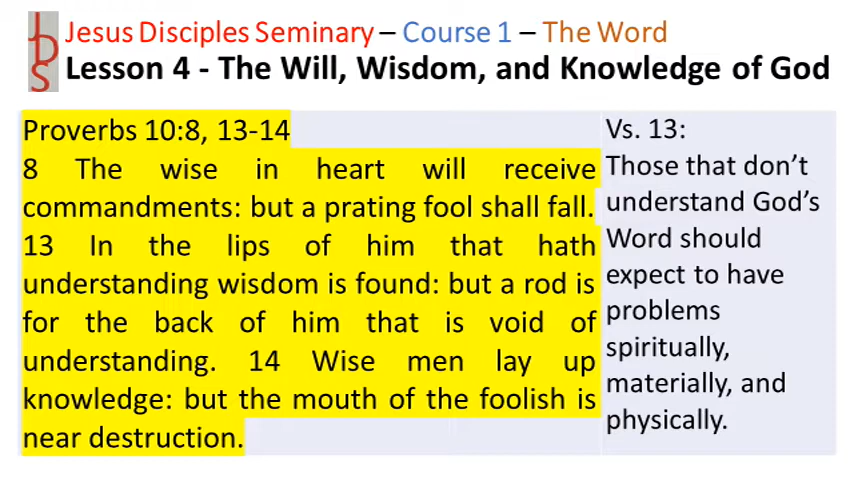 JDS
Jesus Disciples Seminary – Course 1 – The Word
Lesson 4 - The Will, Wisdom, and Knowledge of God
Proverbs 10:8, 13-14
8 The wise in heart will receive
commandments: but a prating fool shall fall.
13 In the lips of him that hath
understanding wisdom is found: but a rod is
for the back of him that is void of
understanding. 14 Wise men lay up
knowledge: but the mouth of the foolish is
near destruction.
Vs. 13:
Those that don’t
understand God’s
Word should
expect to have
problems
spiritually,
materially, and
physically.